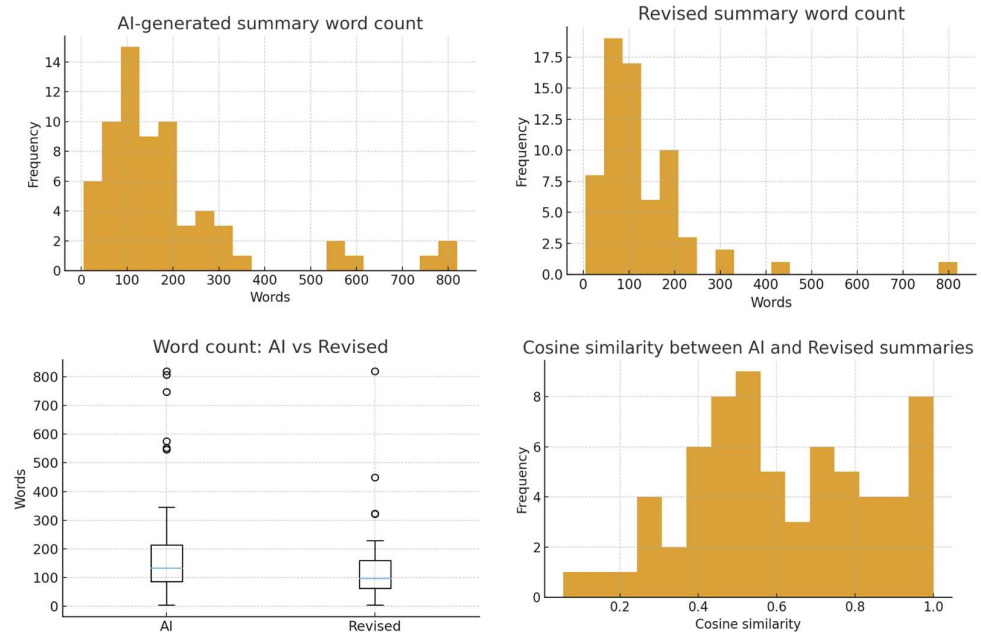 AI-generated summary word count
14
12
10
8
6
4
2
0
Frequency
0 100 200 300 400 500 600 700 800
Words
Revised summary word count
17.5
15.0
12.5
10.0
7.5
5.0
2.5
0.0
Frequency
0 100 200 300 400 500 600 700 800
Words
Word count: AI vs Revised
800
700
600
500
400
300
200
100
0
Words
AI Revised
Cosine similarity between AI and Revised summaries
8
6
4
2
0
Frequency
0.2 0.4 0.6 0.8 1.0
Cosine similarity